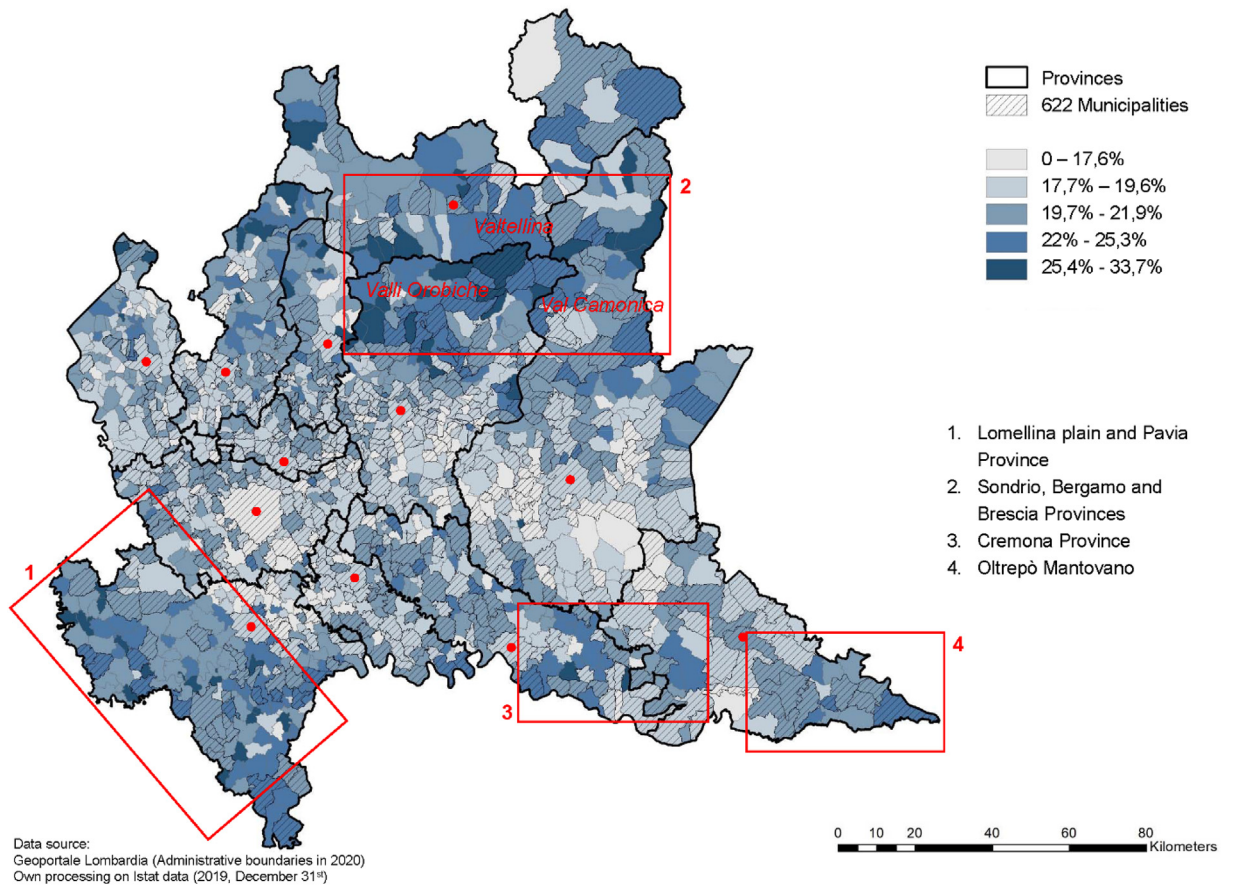 Provinces
622 Municipalities
0 – 17,6%
17,7% – 19,6%
19,7% - 21,9%
22% - 25,3%
25,4% - 33,7%
2
Valtellina
Valli Orobiche
Val Camonica
1. Lomellina plain and Pavia
Province
2. Sondrio, Bergamo and
Brescia Provinces
3. Cremona Province
4. Oltrepò Mantovano
1
3
4
Data source:
Geoportale Lombardia (Administrative boundaries in 2020)
Own processing on Istat data (2019, December 31st)
0 10 20 40 60 80
Kilometers